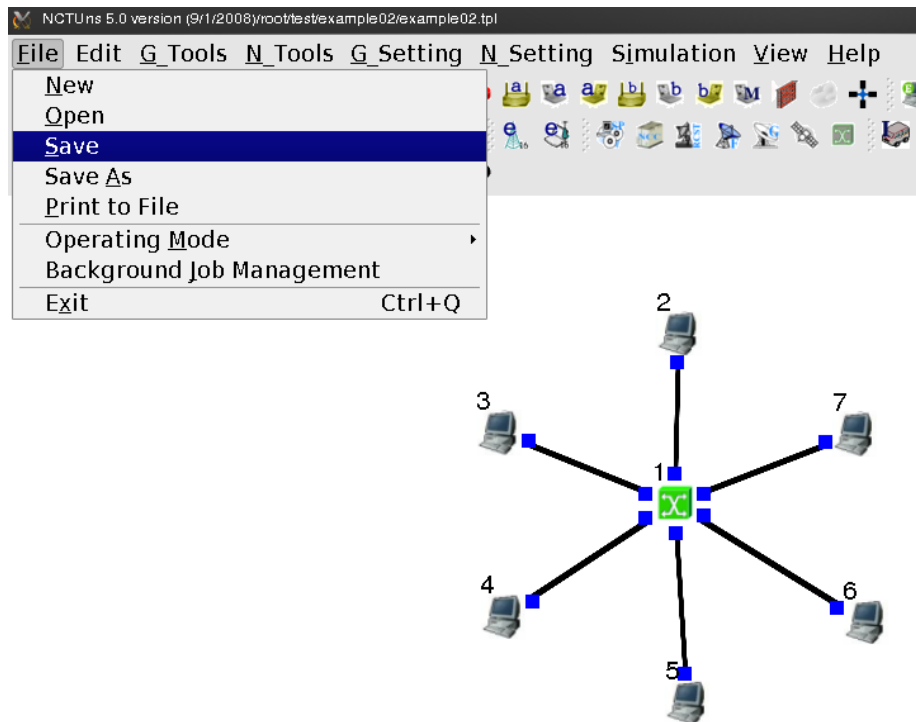 NCTUns 5.0 version (9/1/2008)/root/test/example02/example02.tpl
File Edit G_Tools N_Tools G_Setting N_Setting Simulation View Help
New
Open
Save
Save As
Print to File
Operating Mode
Background Job Management
Exit Ctrl+Q
a a a b b b M
e e NCC RCST
2
3 7
1
4 6
5